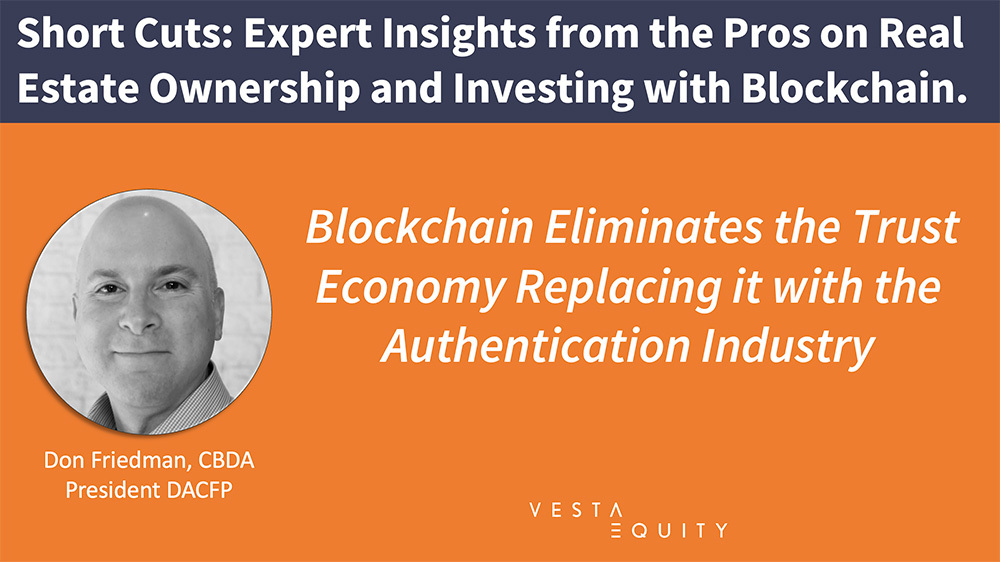 Short Cuts: Expert Insights from the Pros on Real
Estate Ownership and Investing with Blockchain.
Blockchain Eliminates the Trust
Economy Replacing it with the
Authentication Industry
Don Friedman, CBDA
President DACFP
VESTA
EQUITY